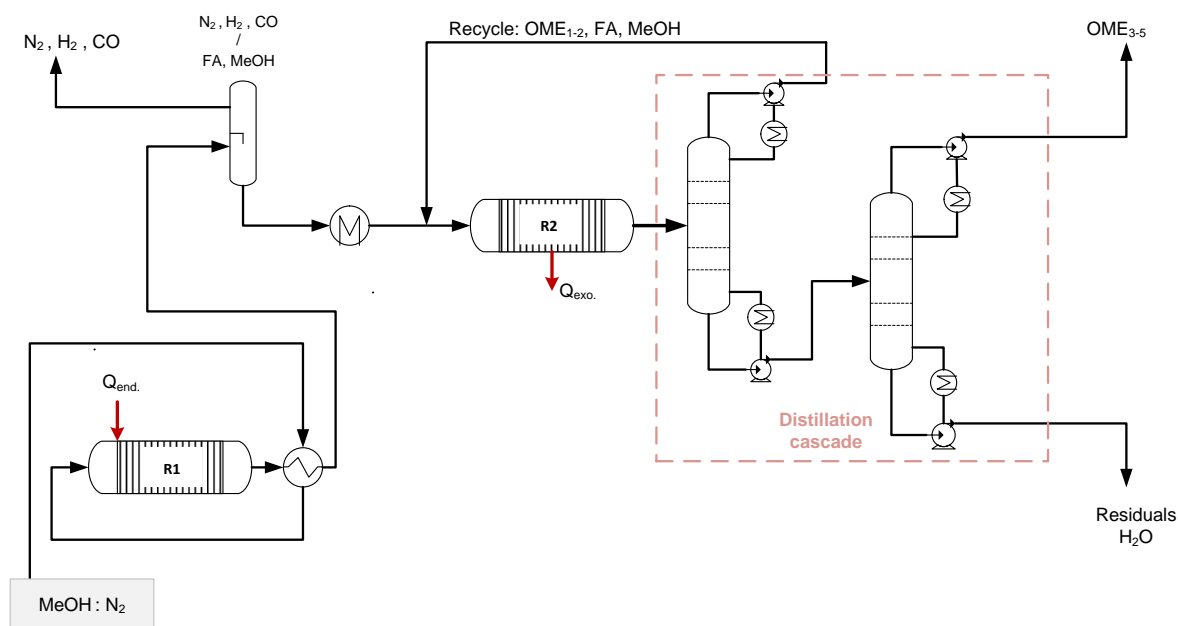 N₂ , H₂ , CO
N₂ , H₂ , CO
/
FA, MeOH
Recycle: OME₁₋₂, FA, MeOH
OME₃₋₅
R2
Qₑₓₒ.
Qₑₙd.
R1
Distillation
cascade
Residuals
H₂O
MeOH : N₂